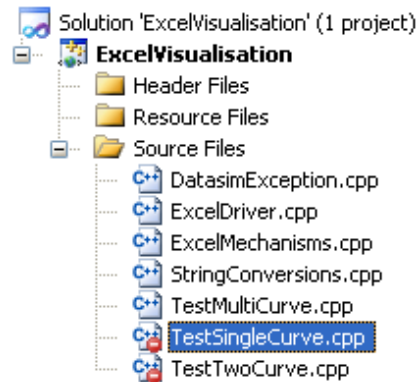 Solution 'ExcelVisualisation' (1 project)
ExcelVisualisation
Header Files
Resource Files
Source Files
DatasimException.cpp
ExcelDriver.cpp
ExcelMechanisms.cpp
StringConversions.cpp
TestMultiCurve.cpp
TestSingleCurve.cpp
TestTwoCurve.cpp